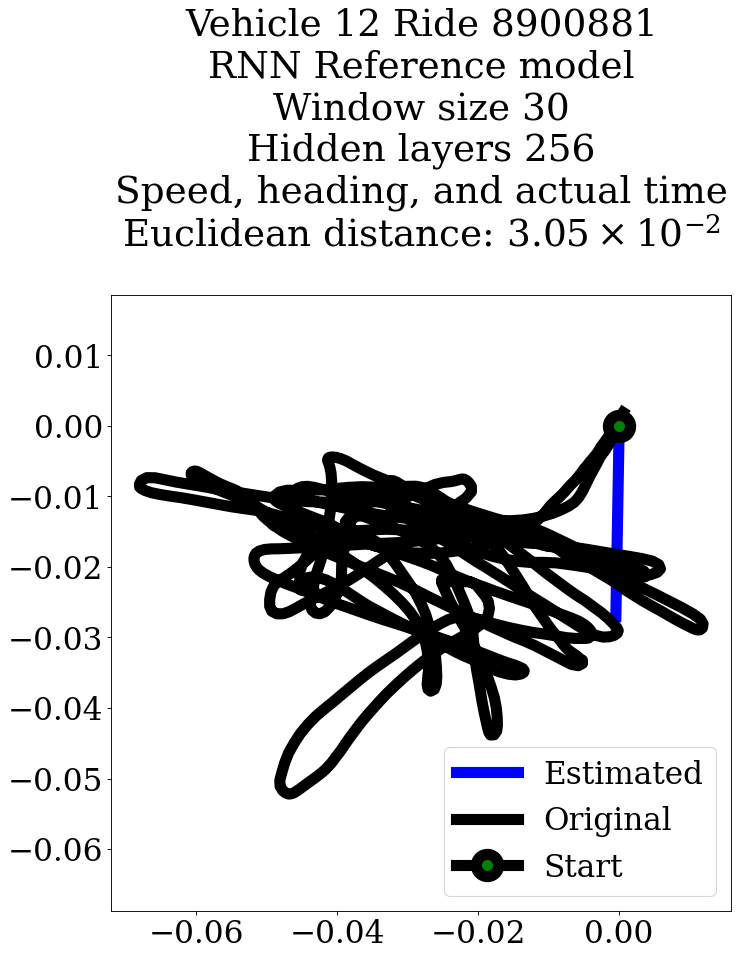 Vehicle 12 Ride 8900881
RNN Reference model
Window size 30
Hidden layers 256
Speed, heading, and actual time
Euclidean distance: 3.05 × 10⁻²
0.01
0.00
−0.01
−0.02
−0.03
−0.04
−0.05
−0.06
Estimated
Original
Start
−0.06 −0.04 −0.02 0.00